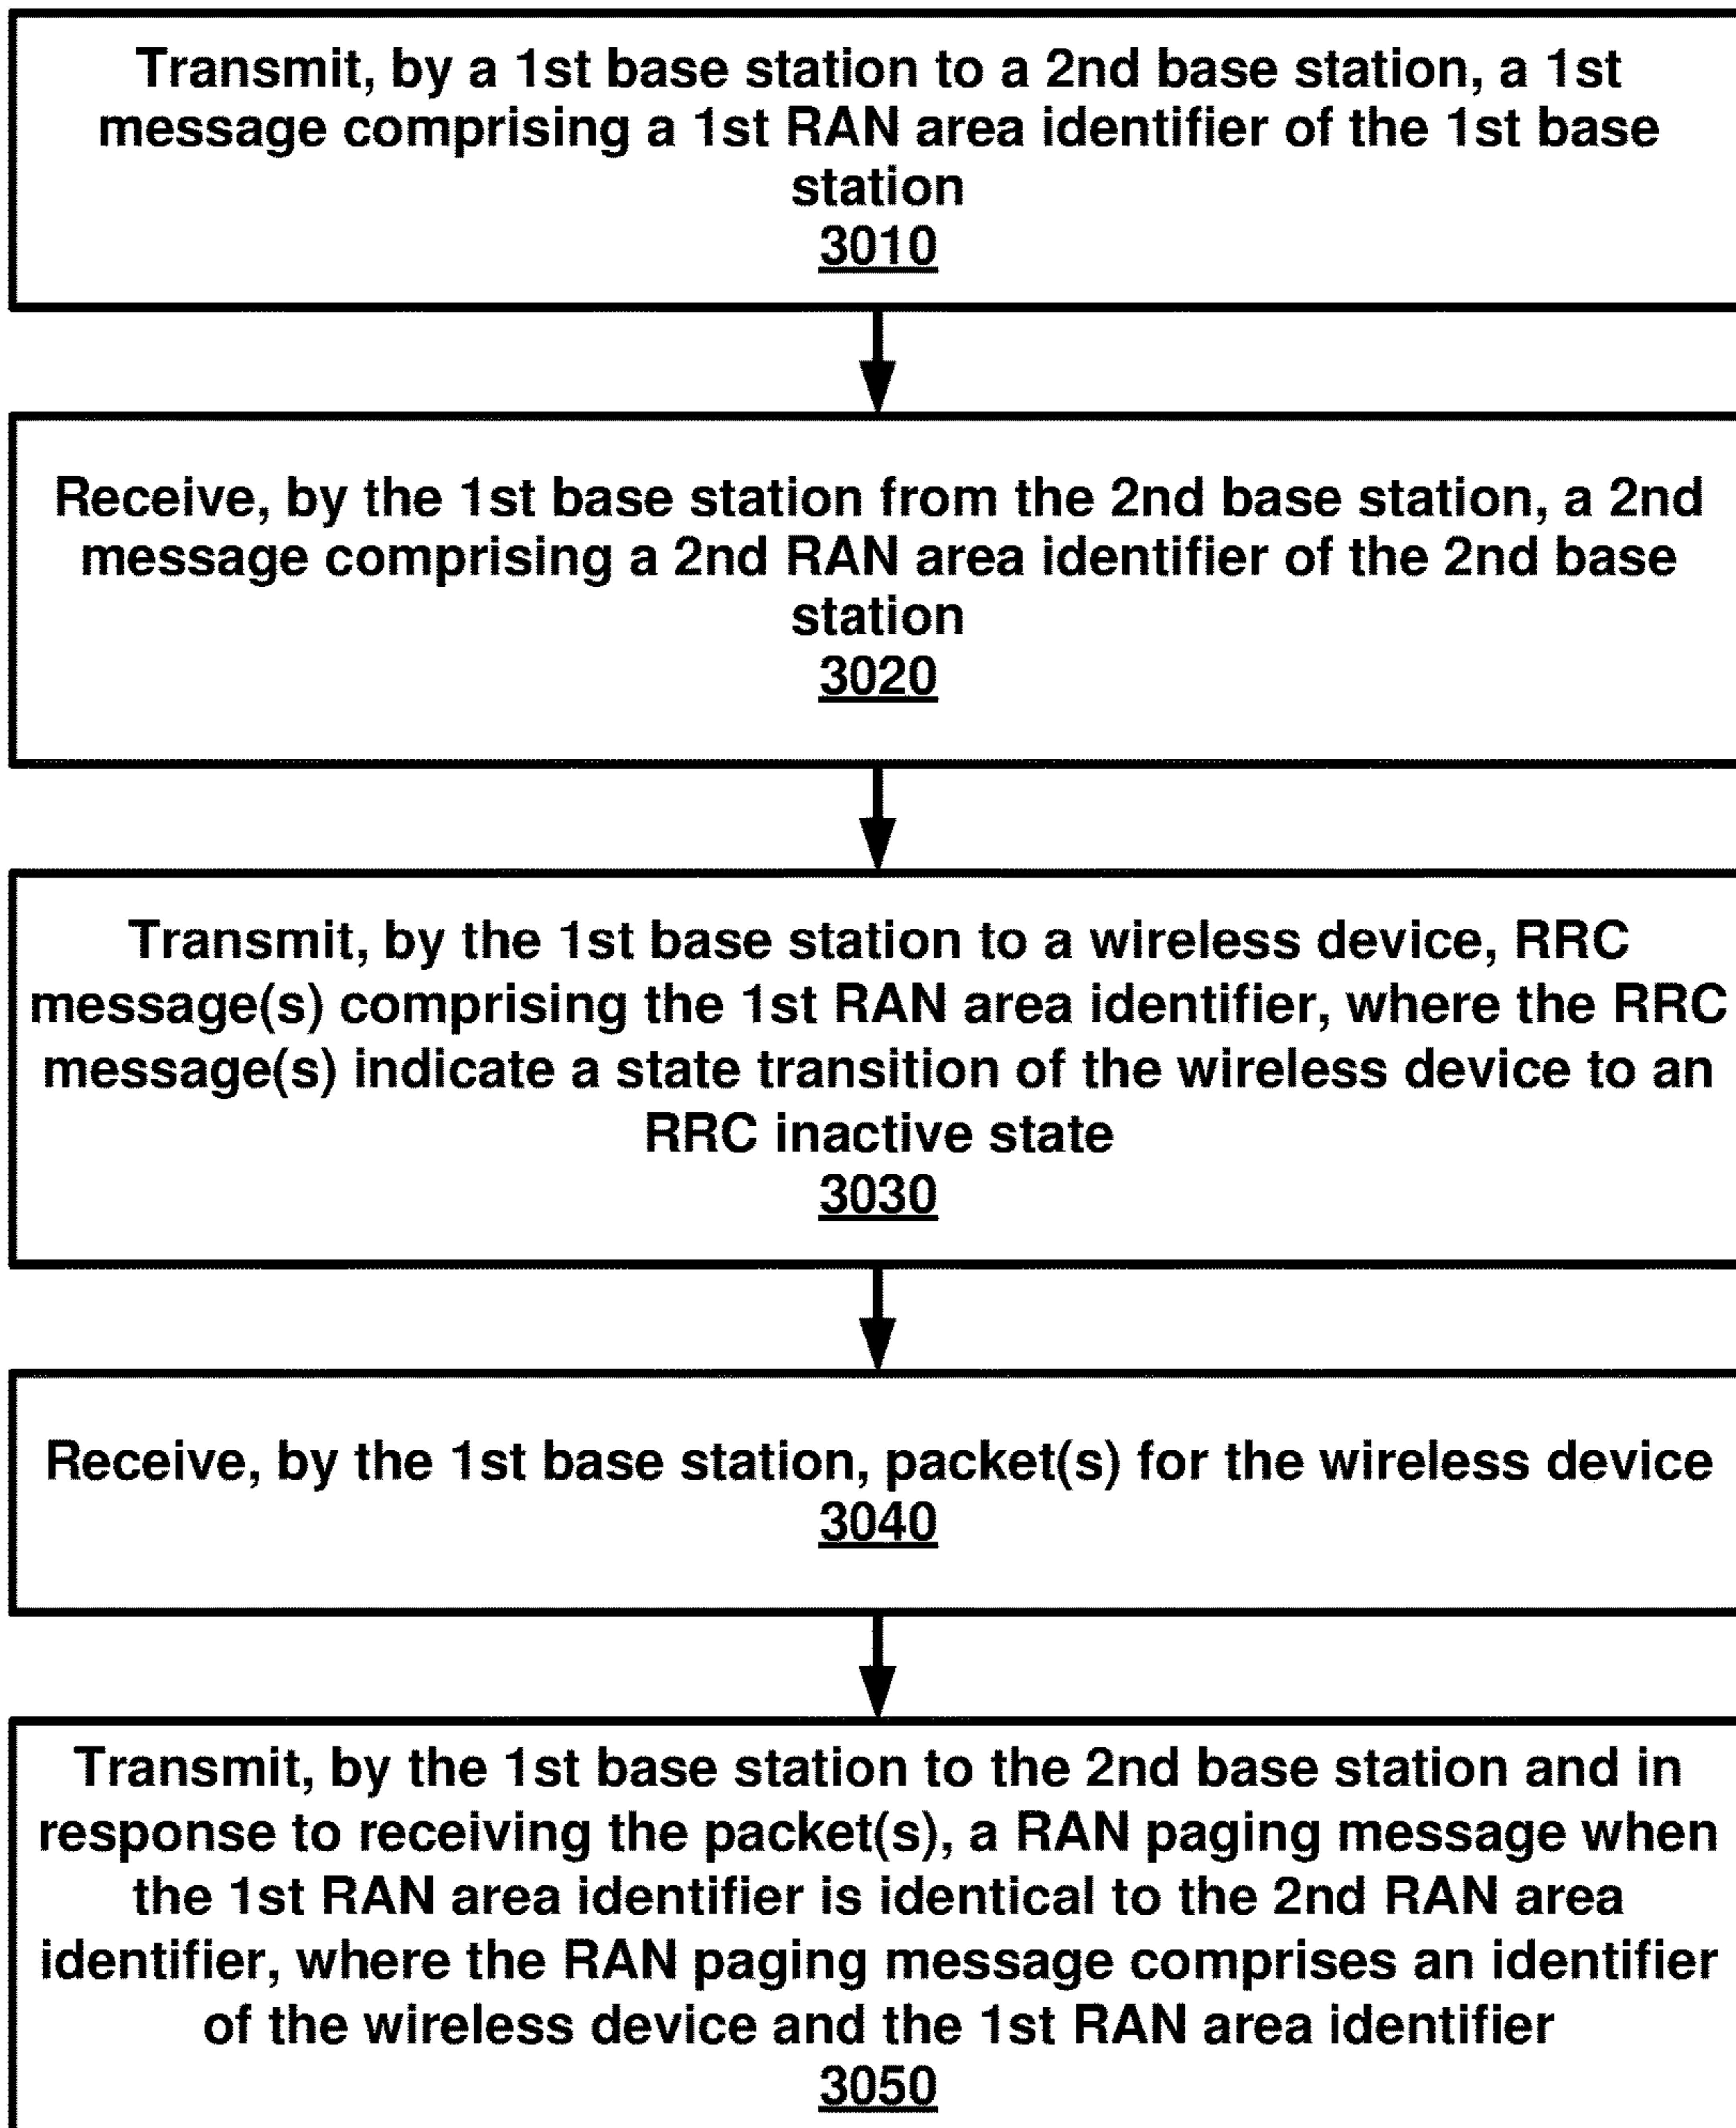 Transmit, by a 1st base station to a 2nd base station, a 1st
message comprising a 1st RAN area identifier of the 1st base
station
3010
Receive, by the 1st base station from the 2nd base station, a 2nd
message comprising a 2nd RAN area identifier of the 2nd base
station
3020
Transmit, by the 1st base station to a wireless device, RRC
message(s) comprising the 1st RAN area identifier, where the RRC
message(s) indicate a state transition of the wireless device to an
RRC inactive state
3030
Receive, by the 1st base station, packet(s) for the wireless device
3040
Transmit, by the 1st base station to the 2nd base station and in
response to receiving the packet(s), a RAN paging message when
the 1st RAN area identifier is identical to the 2nd RAN area
identifier, where the RAN paging message comprises an identifier
of the wireless device and the 1st RAN area identifier
3050